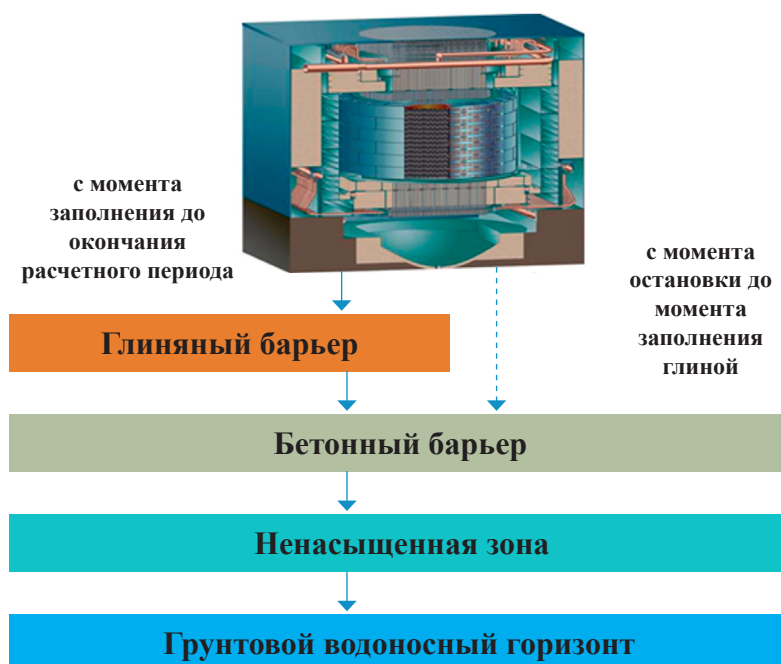 с момента
заполнения до
окончания
расчетного периода
с момента
остановки до
момента
заполнения
глиной
Глиняный барьер
Бетонный барьер
Ненасыщенная зона
Грунтовой водоносный горизонт